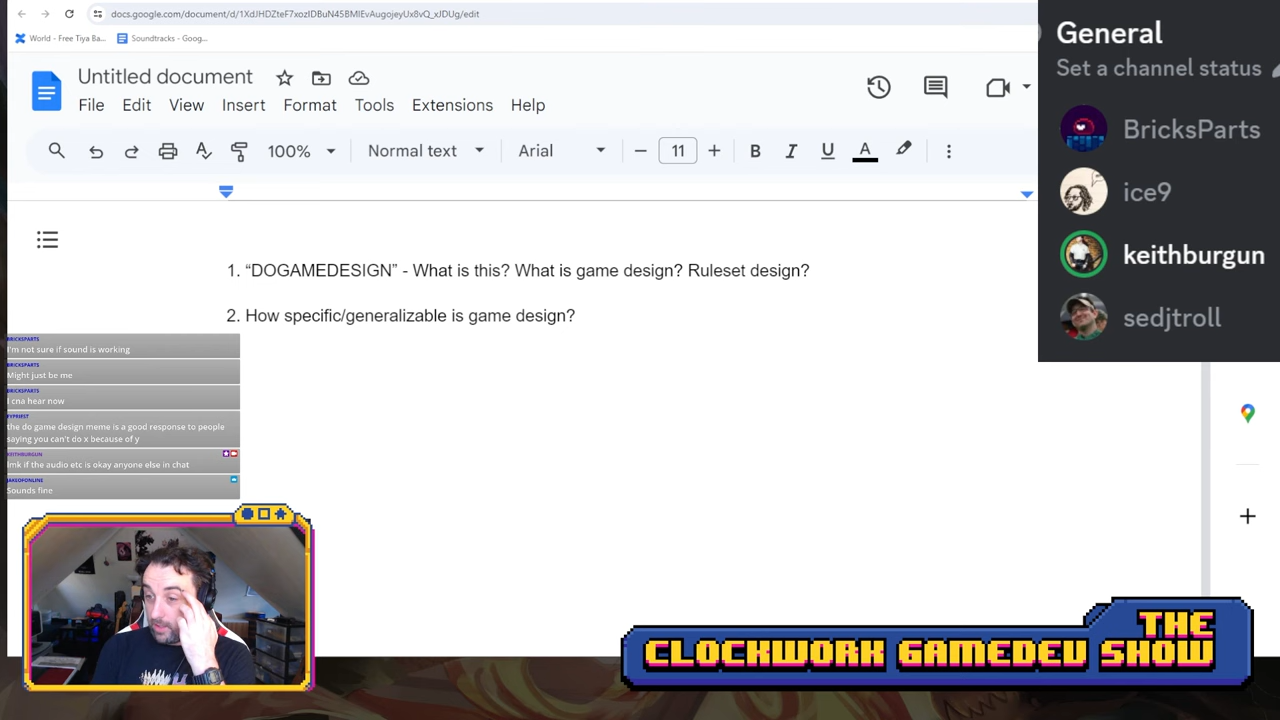 docs.google.com/document/d/1XdJHDZteF7xozIDBuN45BMlEvAugojeyUx8vQ_xJDUg/edit
World - Free Tiya Ba...
Soundtracks - Goog...
Untitled document
File Edit View Insert Format Tools Extensions Help
100% Normal text Arial 11 B I U A
1. “DOGAMEDESIGN” - What is this? What is game design? Ruleset design?
2. How specific/generalizable is game design?
BRICKSPARTS
I'm not sure if sound is working
BRICKSPARTS
Might just be me
BRICKSPARTS
I cna hear now
FYPRIEST
the do game design meme is a good response to people
saying you can't do x because of y
KEITHBURGUN
lmk if the audio etc is okay anyone else in chat
JAKEOFONLINE
Sounds fine
General
Set a channel status
BricksParts
ice9
keithburgun
sedjtroll
THE
CLOCKWORK GAMEDEV SHOW